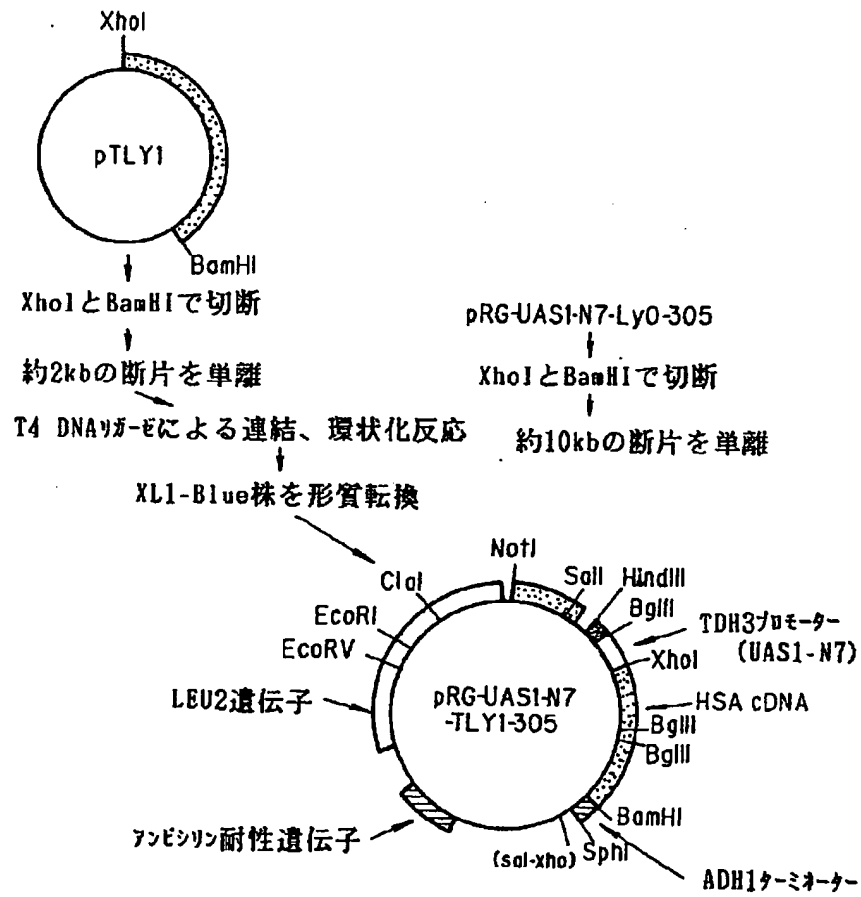 XhoI
pTLY1
BamHI
XhoIとBamHIで切断
約2kbの断片を単離
pRG-UAS1-N7-LyO-305
XhoIとBamHIで切断
約10kbの断片を単離
T4 DNAリガーゼによる連結、環状化反応
XL1-Blue株を形質転換
NotI
SalI
HindIII
BglII
TDH3プロモーター
(UAS1-N7)
XhoI
HSA cDNA
BglII
BglII
BamHI
SphI
(sal-xho)
ADH1ターミネーター
ClaI
EcoRI
EcoRV
LEU2遺伝子
pRG-UAS1-N7
-TLY1-305
アンピシリン耐性遺伝子